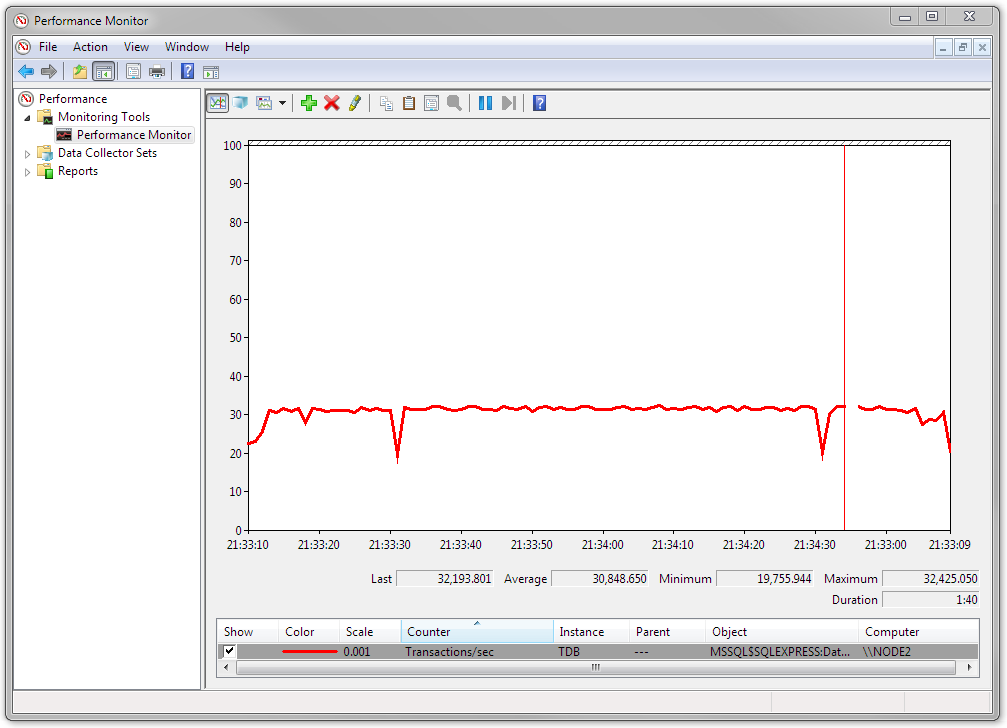 Performance Monitor
File Action View Window Help
Performance
Monitoring Tools
Performance Monitor
Data Collector Sets
Reports
100
90
80
70
60
50
40
30
20
10
0
21:33:10 21:33:20 21:33:30 21:33:40 21:33:50 21:34:00 21:34:10 21:34:20 21:34:30 21:33:00 21:33:09
Last 32,193.801 Average 30,848.650 Minimum 19,755.944 Maximum 32,425.050
Duration 1:40
Show Color Scale Counter Instance Parent Object Computer
0.001 Transactions/sec TDB --- MSSQL$SQLEXPRESS:Dat... \\NODE2